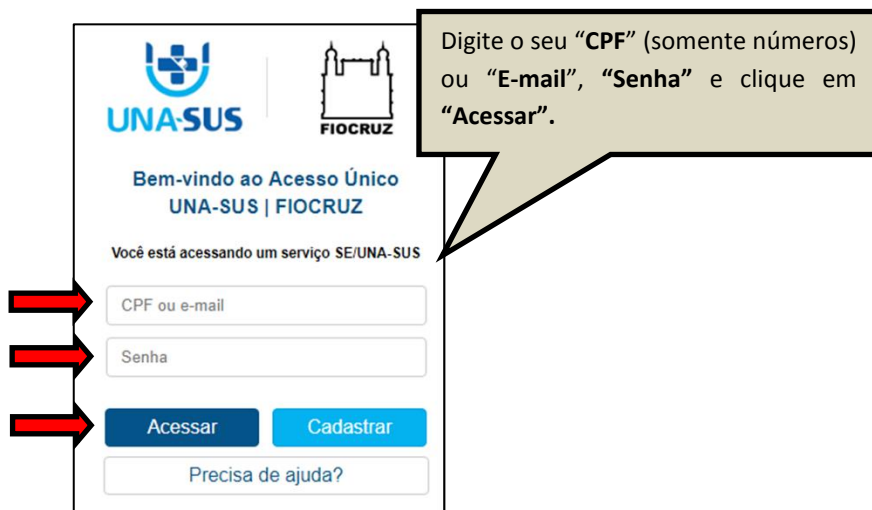 UNA-SUS
FIOCRUZ
Digite o seu “CPF” (somente números)
ou “E-mail”, “Senha” e clique em
“Acessar”.
Bem-vindo ao Acesso Único
UNA-SUS | FIOCRUZ
Você está acessando um serviço SE/UNA-SUS
CPF ou e-mail
Senha
Acessar
Cadastrar
Precisa de ajuda?